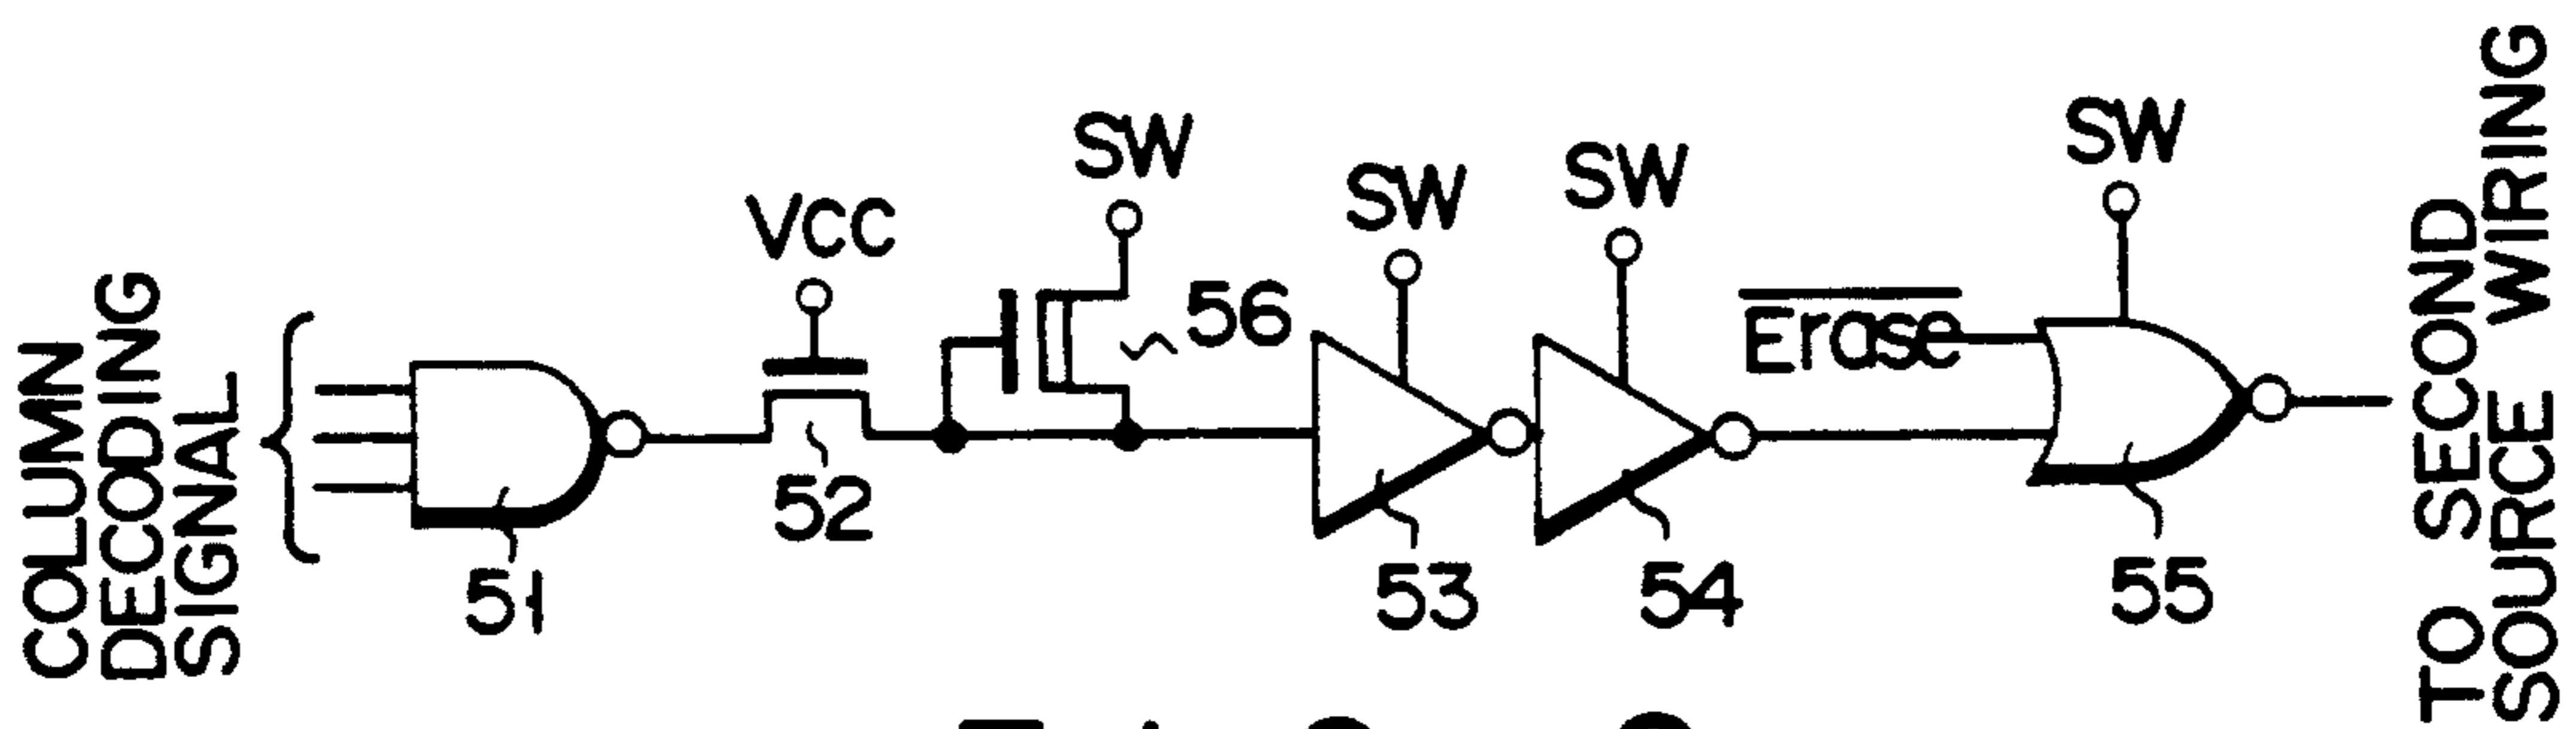 COLUMN
DECODING
SIGNAL
51
VCC
52
SW
56
SW
53
SW
54
Erase
SW
55
TO SECOND
SOURCE WIRING